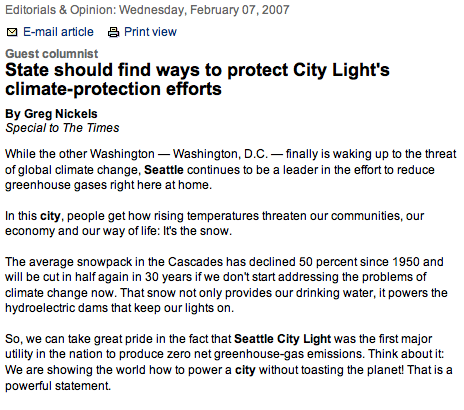 Editorials & Opinion: Wednesday, February 07, 2007
E-mail article Print view
Guest columnist
State should find ways to protect City Light's
climate-protection efforts
By Greg Nickels
Special to The Times
While the other Washington — Washington, D.C. — finally is waking up to the threat
of global climate change, Seattle continues to be a leader in the effort to reduce
greenhouse gases right here at home.
In this city, people get how rising temperatures threaten our communities, our
economy and our way of life: It's the snow.
The average snowpack in the Cascades has declined 50 percent since 1950 and
will be cut in half again in 30 years if we don't start addressing the problems of
climate change now. That snow not only provides our drinking water, it powers the
hydroelectric dams that keep our lights on.
So, we can take great pride in the fact that Seattle City Light was the first major
utility in the nation to produce zero net greenhouse-gas emissions. Think about it:
We are showing the world how to power a city without toasting the planet! That is a
powerful statement.